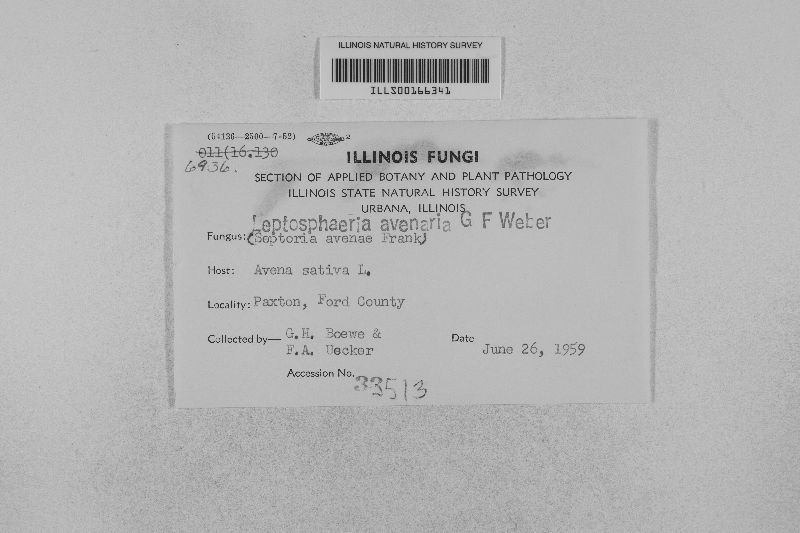 ILLINOIS NATURAL HISTORY SURVEY
ILLS00166341
(54136—2500—7-52) 2
011(16.130
6936.
ILLINOIS FUNGI
SECTION OF APPLIED BOTANY AND PLANT PATHOLOGY
ILLINOIS STATE NATURAL HISTORY SURVEY
URBANA, ILLINOIS
Leptosphaeria avenaria G F Weber
Fungus: (Septoria avenae Frank)
Host: Avena sativa L.
Locality: Paxton, Ford County
Collected by— G.H. Boewe &
F.A. Uecker
Date June 26, 1959
Accession No. 33513